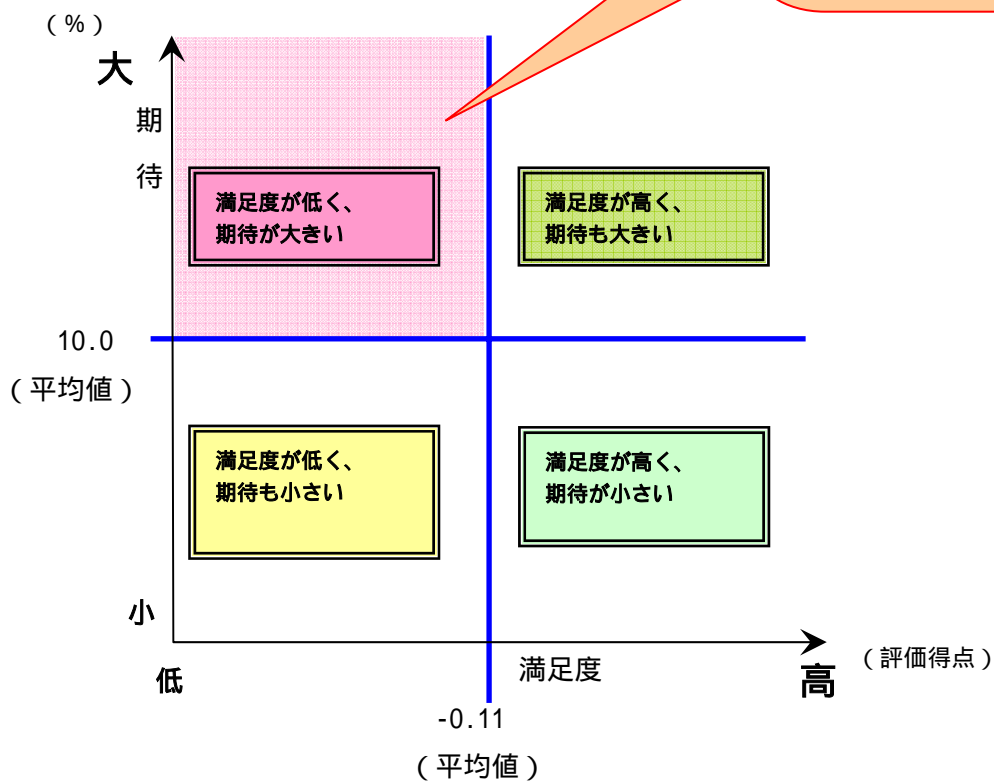 （％）
大
期
待
満足度が低く、
期待が大きい
満足度が高く、
期待も大きい
10.0
（平均値）
満足度が低く、
期待も小さい
満足度が高く、
期待が小さい
小
低
満足度
高
（評価得点）
-0.11
（平均値）